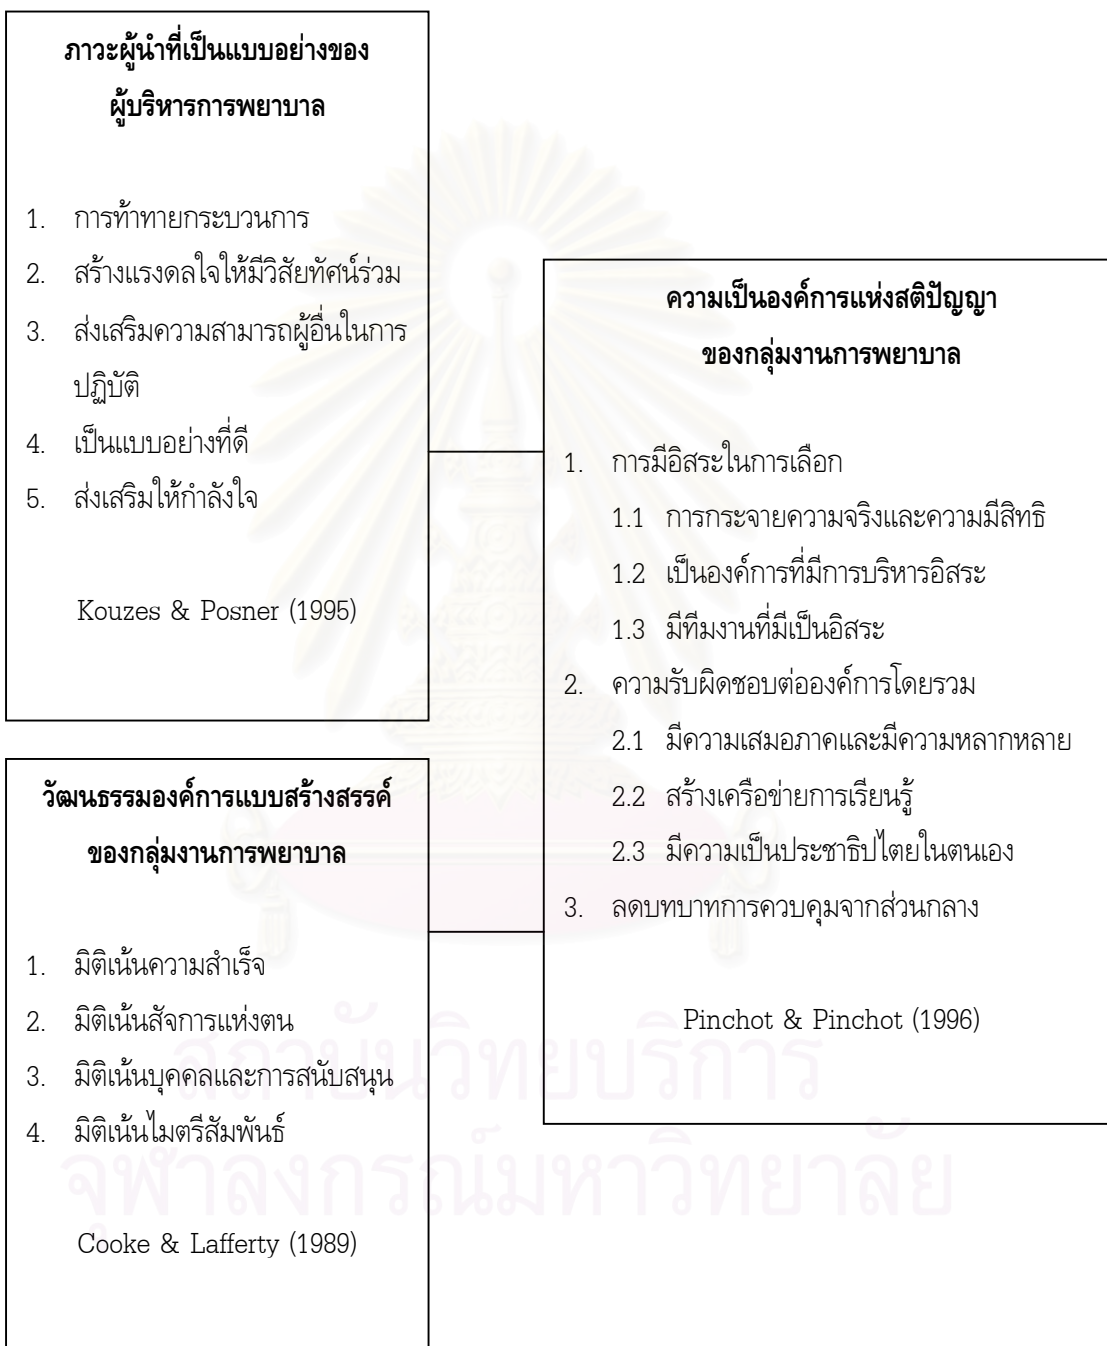 ภาวะผู้นำที่เป็นแบบอย่างของ
ผู้บริหารการพยาบาล
1. การท้าทายกระบวนการ
2. สร้างแรงดลใจให้มีวิสัยทัศน์ร่วม
3. ส่งเสริมความสามารถผู้อื่นในการ
ปฏิบัติ
4. เป็นแบบอย่างที่ดี
5. ส่งเสริมให้กำลังใจ
Kouzes & Posner (1995)
วัฒนธรรมองค์การแบบสร้างสรรค์
ของกลุ่มงานการพยาบาล
1. มิติเน้นความสำเร็จ
2. มิติเน้นสัจการแห่งตน
3. มิติเน้นบุคคลและการสนับสนุน
4. มิติเน้นไมตรีสัมพันธ์
Cooke & Lafferty (1989)
ความเป็นองค์การแห่งสติปัญญา
ของกลุ่มงานการพยาบาล
1. การมีอิสระในการเลือก
1.1 การกระจายความจริงและความมีสิทธิ
1.2 เป็นองค์การที่มีการบริหารอิสระ
1.3 มีทีมงานที่มีเป็นอิสระ
2. ความรับผิดชอบต่อองค์การโดยรวม
2.1 มีความเสมอภาคและมีความหลากหลาย
2.2 สร้างเครือข่ายการเรียนรู้
2.3 มีความเป็นประชาธิปไตยในตนเอง
3. ลดบทบาทการควบคุมจากส่วนกลาง
Pinchot & Pinchot (1996)
สถาบันวิทยบริการ
จุฬาลงกรณ์มหาวิทยาลัย